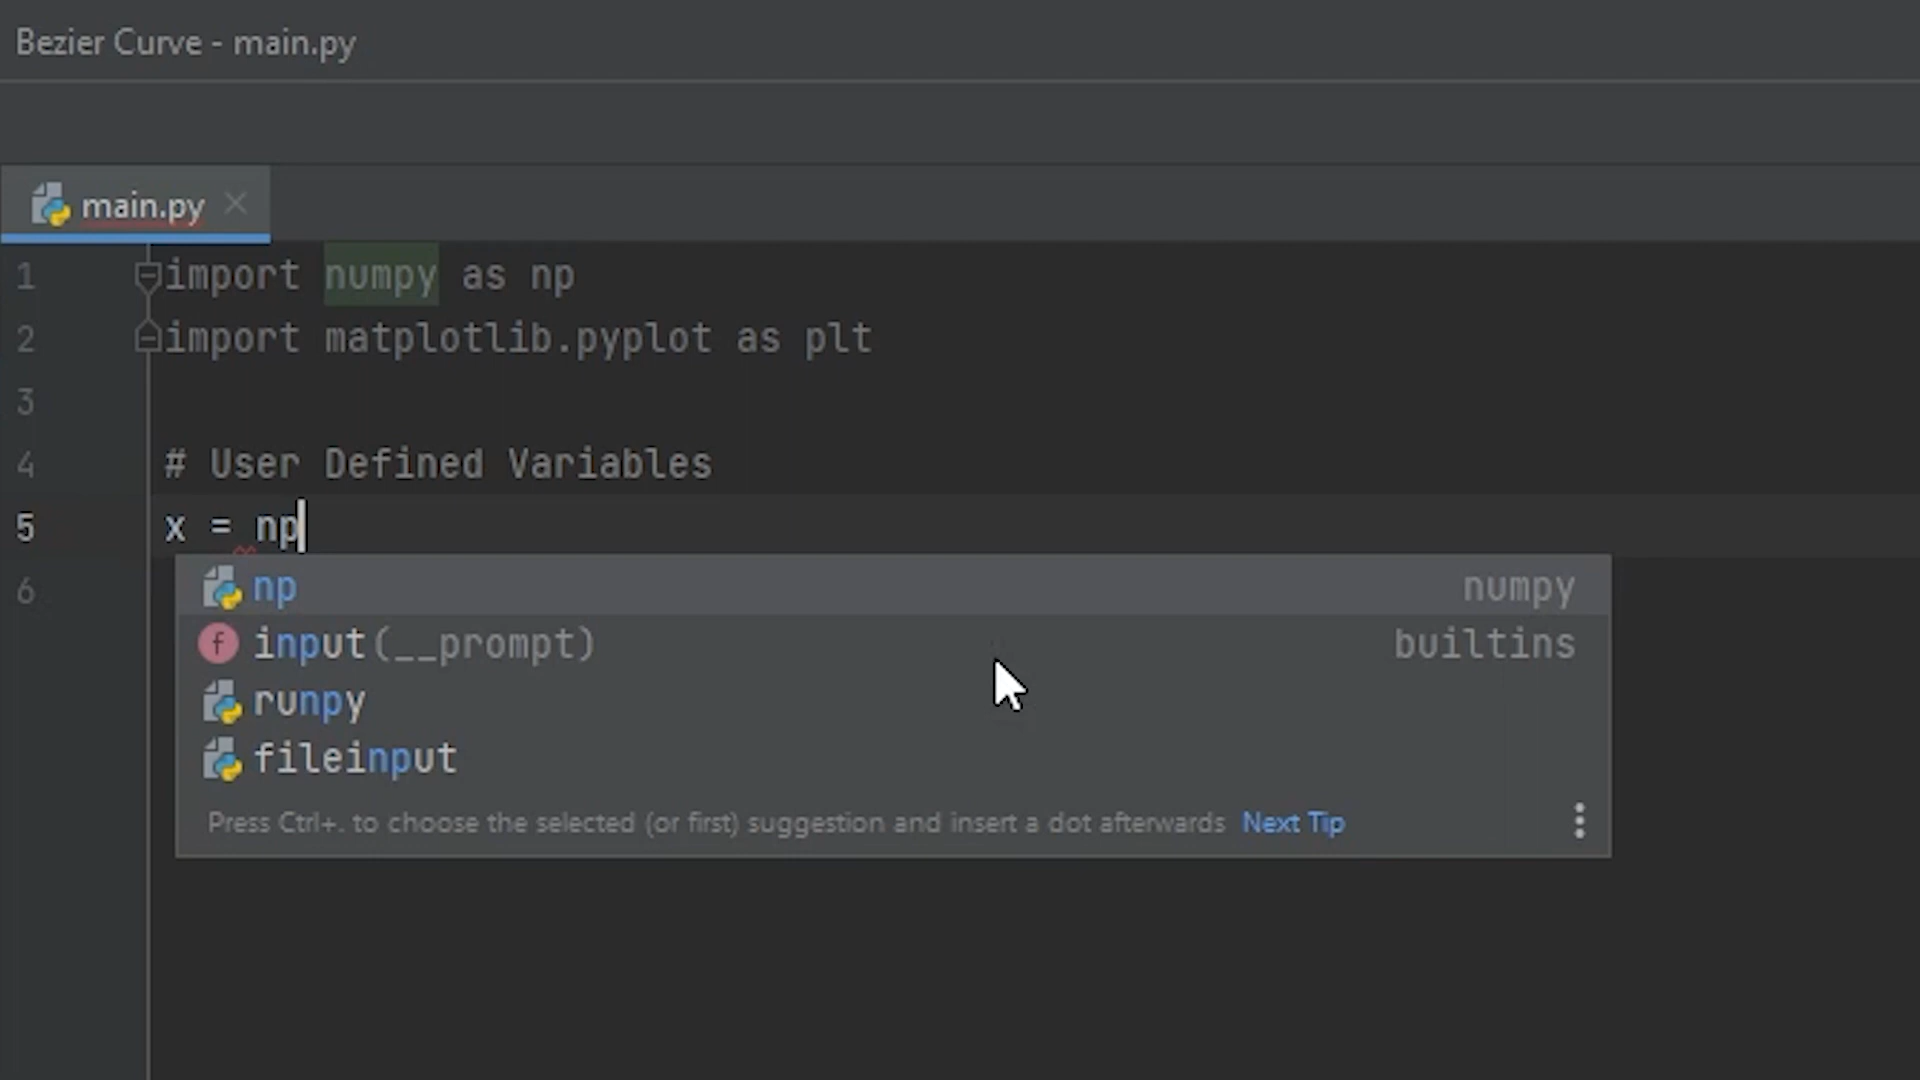 Bezier Curve - main.py
main.py
1 import numpy as np
2 import matplotlib.pyplot as plt
3
4 # User Defined Variables
5 x = np
6
np numpy
input(__prompt) builtins
runpy
fileinput
Press Ctrl+. to choose the selected (or first) suggestion and insert a dot afterwards Next Tip